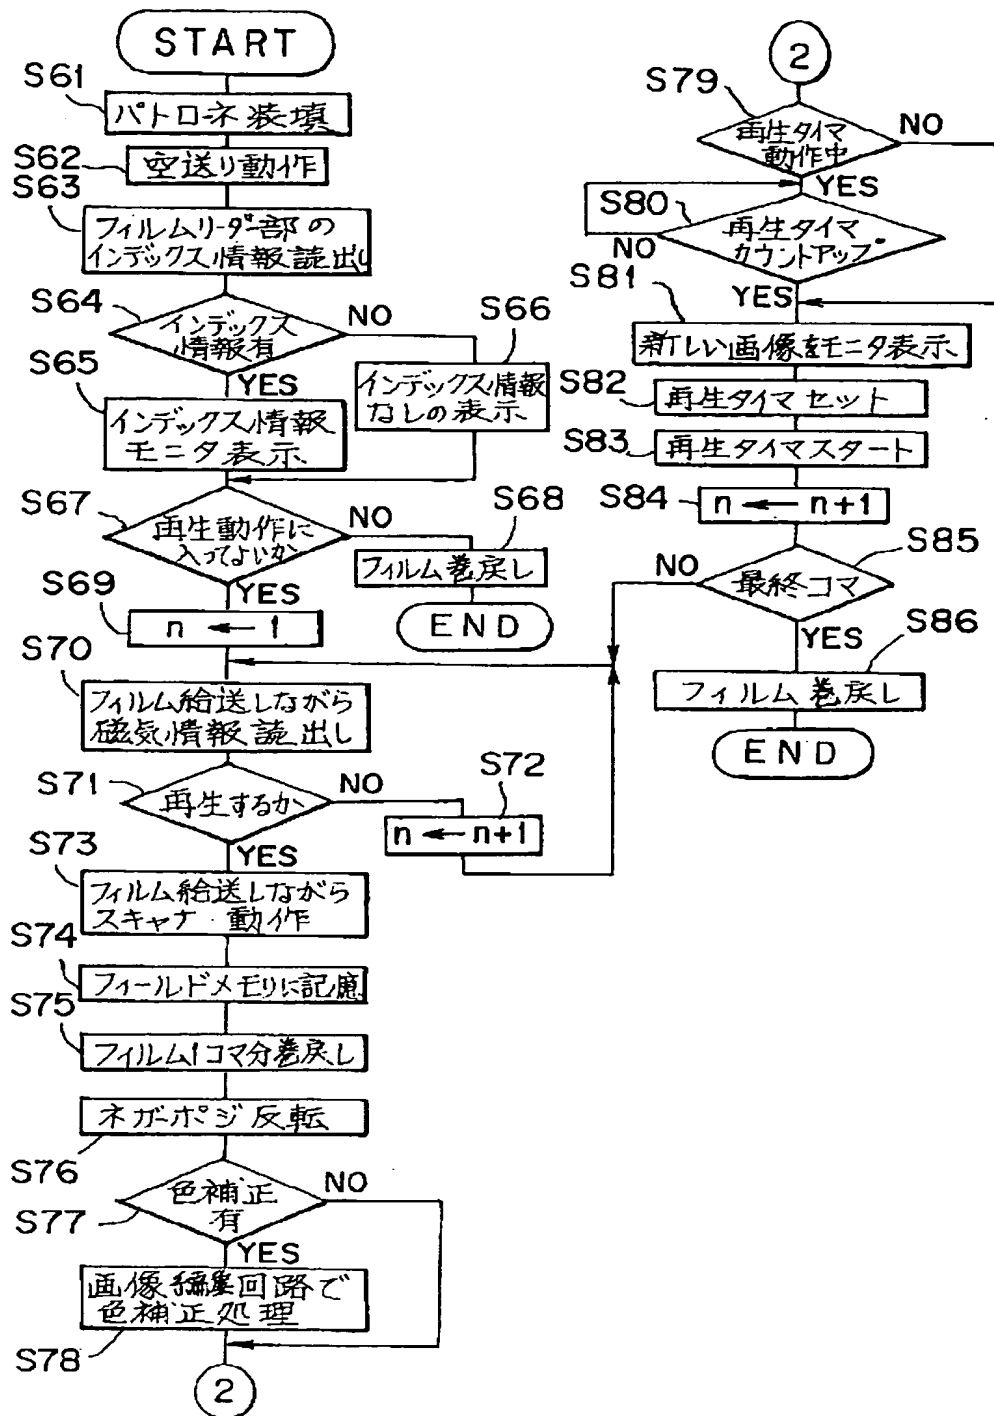 START
S61
パトロネ装填
S62
空送り動作
S63
フィルムリーダー部の
インデックス情報読出し
S64
インデックス
情報有
NO
YES
S65
インデックス情報
モニタ表示
S66
インデックス情報
なしの表示
S67
再生動作に
入ってよいか
NO
YES
S68
フィルム巻戻し
END
S69
n ← 1
S70
フィルム給送しながら
磁気情報読出し
S71
再生するか
NO
YES
S72
n ← n+1
S73
フィルム給送しながら
スキャナ動作
S74
フィールドメモリに記憶
S75
フィルム1コマ分巻戻し
S76
ネガーポジ反転
S77
色補正
有
NO
YES
S78
画像編集回路で
色補正処理
2
2
S79
再生タイマ
動作中
NO
YES
S80
再生タイマ
カウントアップ
NO
YES
S81
新しい画像をモニタ表示
S82
再生タイマセット
S83
再生タイマスタート
S84
n ← n+1
S85
最終コマ
NO
YES
S86
フィルム巻戻し
END